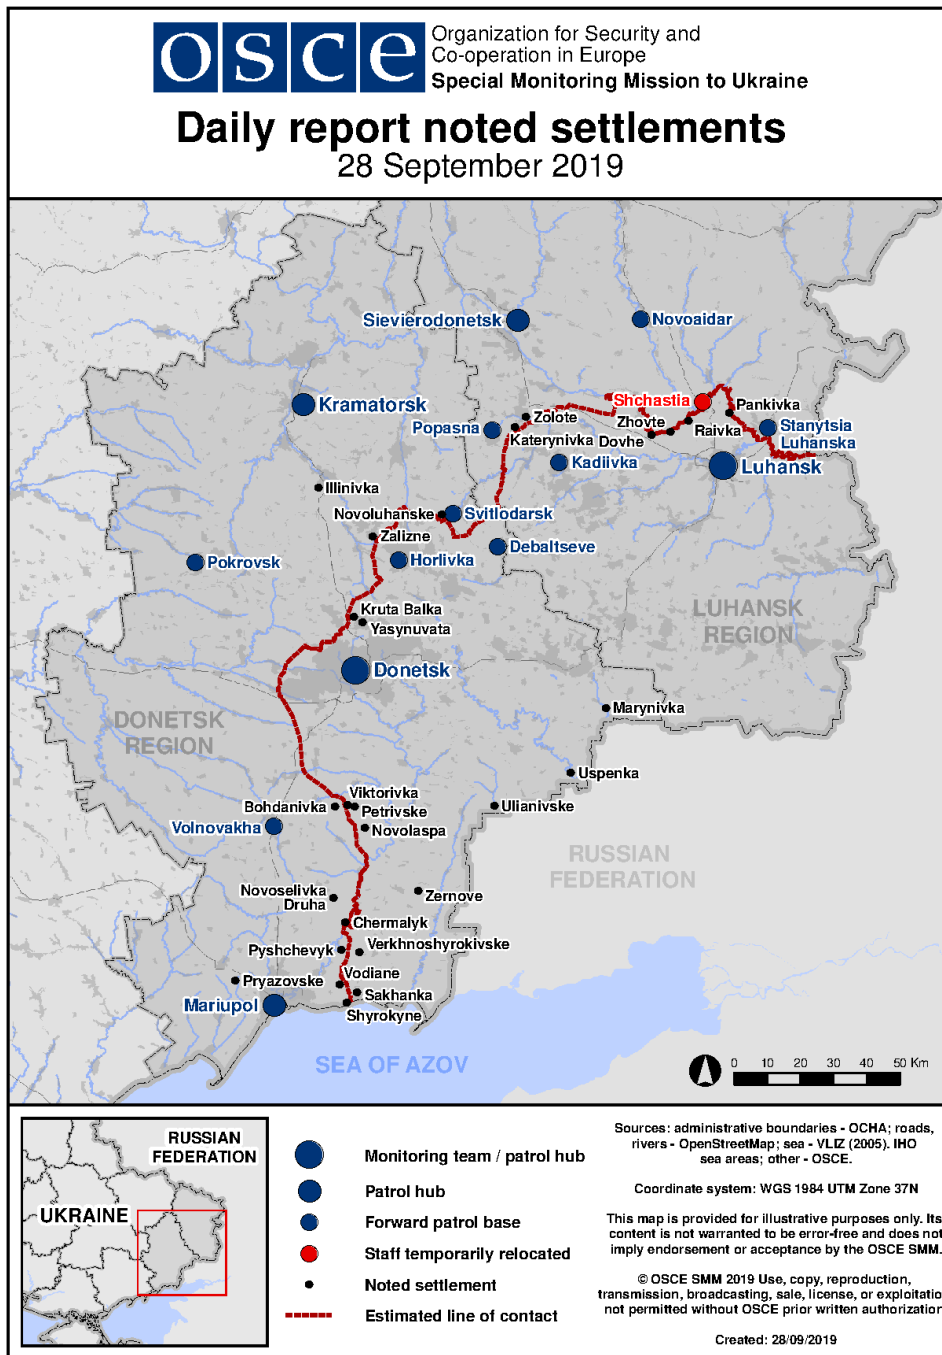 osce
Organization for Security and
Co-operation in Europe
Special Monitoring Mission to Ukraine
Daily report noted settlements
28 September 2019
Sievierodonetsk
Novoaidar
Shchastia
Kramatorsk
Pankivka
Zolote
Zhovte
Raivka
Stanytsia
Luhanska
Popasna
Katerynivka
Dovhe
Kadiivka
Luhansk
Illinivka
Novoluhanske
Svitlodarsk
Zalizne
Debaltseve
Pokrovsk
Horlivka
Kruta Balka
Yasynuvata
LUHANSK
REGION
Donetsk
DONETSK
REGION
Marynivka
Uspenka
Viktorivka
Bohdanivka
Petrivske
Ulianivske
Volnovakha
Novolaspa
RUSSIAN
FEDERATION
Novoselivka
Druha
Zernove
Chermalyk
Pyshchevyk
Verkhnoshyrokivske
Vodiane
Pryazovske
Sakhanka
Mariupol
Shyrokyne
SEA OF AZOV
0 10 20 30 40 50 Km
RUSSIAN
FEDERATION
UKRAINE
Monitoring team / patrol hub
Patrol hub
Forward patrol base
Staff temporarily relocated
Noted settlement
Estimated line of contact
Sources: administrative boundaries - OCHA; roads,
rivers - OpenStreetMap; sea - VLIZ (2005). IHO
sea areas; other - OSCE.
Coordinate system: WGS 1984 UTM Zone 37N
This map is provided for illustrative purposes only. Its
content is not warranted to be error-free and does not
imply endorsement or acceptance by the OSCE SMM.
© OSCE SMM 2019 Use, copy, reproduction,
transmission, broadcasting, sale, license, or exploitatio
not permitted without OSCE prior written authorization
Created: 28/09/2019